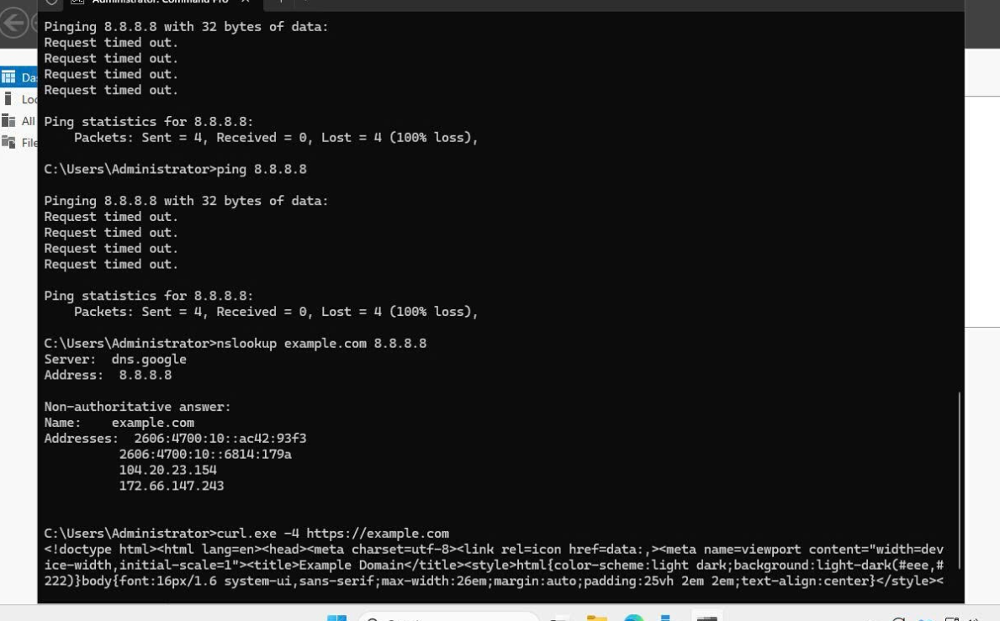 Administrator: Command Pro
Pinging 8.8.8.8 with 32 bytes of data:
Request timed out.
Request timed out.
Request timed out.
Request timed out.
Ping statistics for 8.8.8.8:
Packets: Sent = 4, Received = 0, Lost = 4 (100% loss),
C:\Users\Administrator>ping 8.8.8.8
Pinging 8.8.8.8 with 32 bytes of data:
Request timed out.
Request timed out.
Request timed out.
Request timed out.
Ping statistics for 8.8.8.8:
Packets: Sent = 4, Received = 0, Lost = 4 (100% loss),
C:\Users\Administrator>nslookup example.com 8.8.8.8
Server:  dns.google
Address:  8.8.8.8
Non-authoritative answer:
Name:    example.com
Addresses:  2606:4700:10::ac42:93f3
2606:4700:10::6814:179a
104.20.23.154
172.66.147.243
C:\Users\Administrator>curl.exe -4 https://example.com
<!doctype html><html lang=en><head><meta charset=utf-8><link rel=icon href=data:,><meta name=viewport content="width=dev
ice-width,initial-scale=1"><title>Example Domain</title><style>html{color-scheme:light dark;background:light-dark(#eee,#
222)}body{font:16px/1.6 system-ui,sans-serif;max-width:26em;margin:auto;padding:25vh 2em 2em;text-align:center}</style><
Da
Loc
All
File